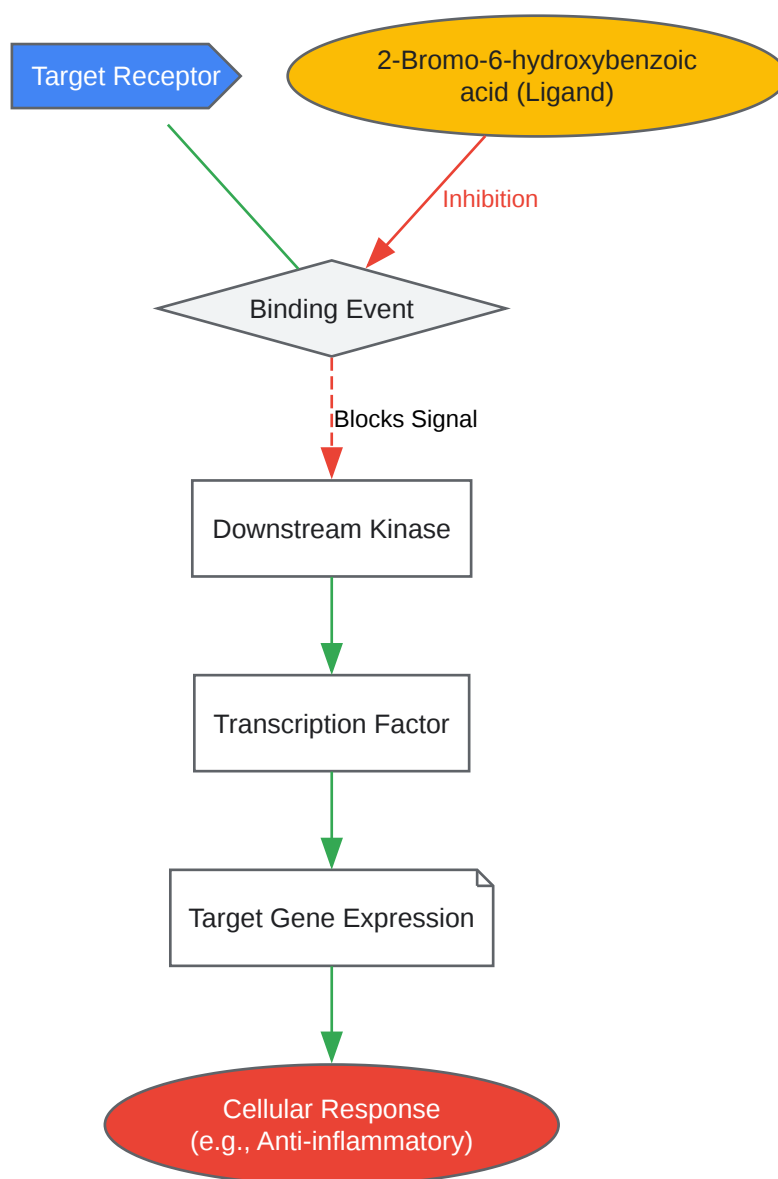 Target Receptor
2-Bromo-6-hydroxybenzoic
acid (Ligand)
Inhibition
Binding Event
Blocks Signal
Downstream Kinase
Transcription Factor
Target Gene Expression
Cellular Response
(e.g., Anti-inflammatory)